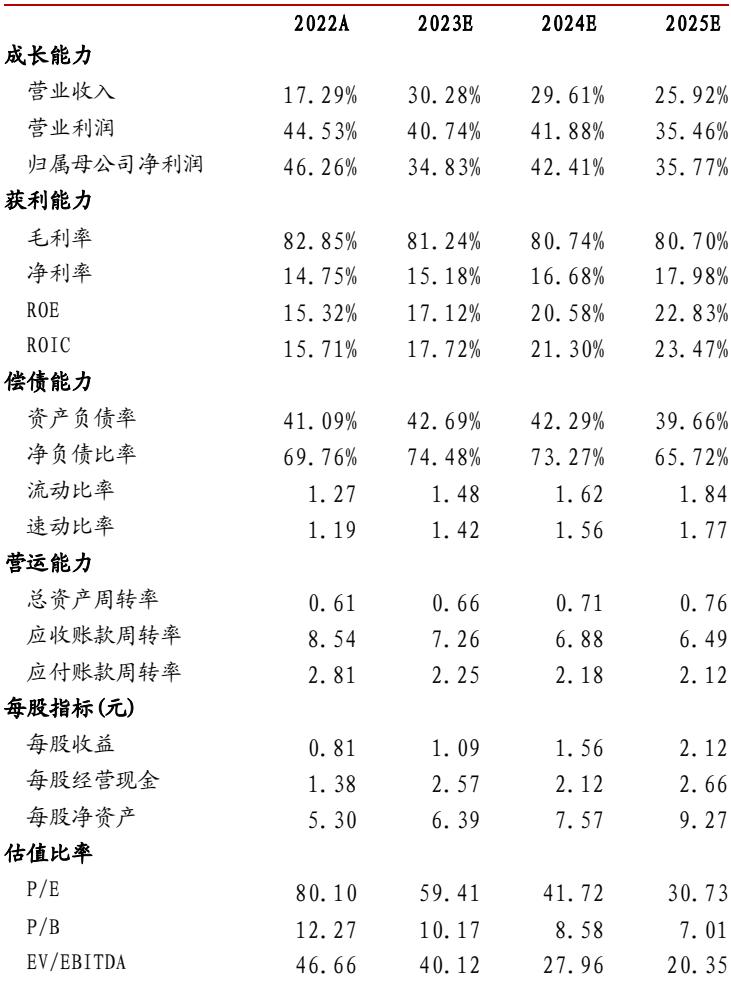 2022A 2023E 2024E 2025E
成长能力
营业收入 17.29% 30.28% 29.61% 25.92%
营业利润 44.53% 40.74% 41.88% 35.46%
归属母公司净利润 46.26% 34.83% 42.41% 35.77%
获利能力
毛利率 82.85% 81.24% 80.74% 80.70%
净利率 14.75% 15.18% 16.68% 17.98%
ROE 15.32% 17.12% 20.58% 22.83%
ROIC 15.71% 17.72% 21.30% 23.47%
偿债能力
资产负债率 41.09% 42.69% 42.29% 39.66%
净负债比率 69.76% 74.48% 73.27% 65.72%
流动比率 1.27 1.48 1.62 1.84
速动比率 1.19 1.42 1.56 1.77
营运能力
总资产周转率 0.61 0.66 0.71 0.76
应收账款周转率 8.54 7.26 6.88 6.49
应付账款周转率 2.81 2.25 2.18 2.12
每股指标(元)
每股收益 0.81 1.09 1.56 2.12
每股经营现金 1.38 2.57 2.12 2.66
每股净资产 5.30 6.39 7.57 9.27
估值比率
P/E 80.10 59.41 41.72 30.73
P/B 12.27 10.17 8.58 7.01
EV/EBITDA 46.66 40.12 27.96 20.35